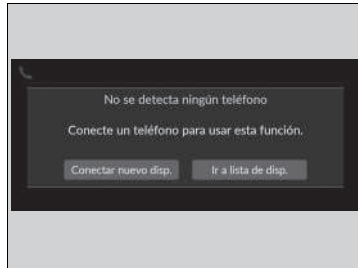 No se detecta ningún teléfono
Conecte un teléfono para usar esta función.
Conectar nuevo disp.
Ir a lista de disp.